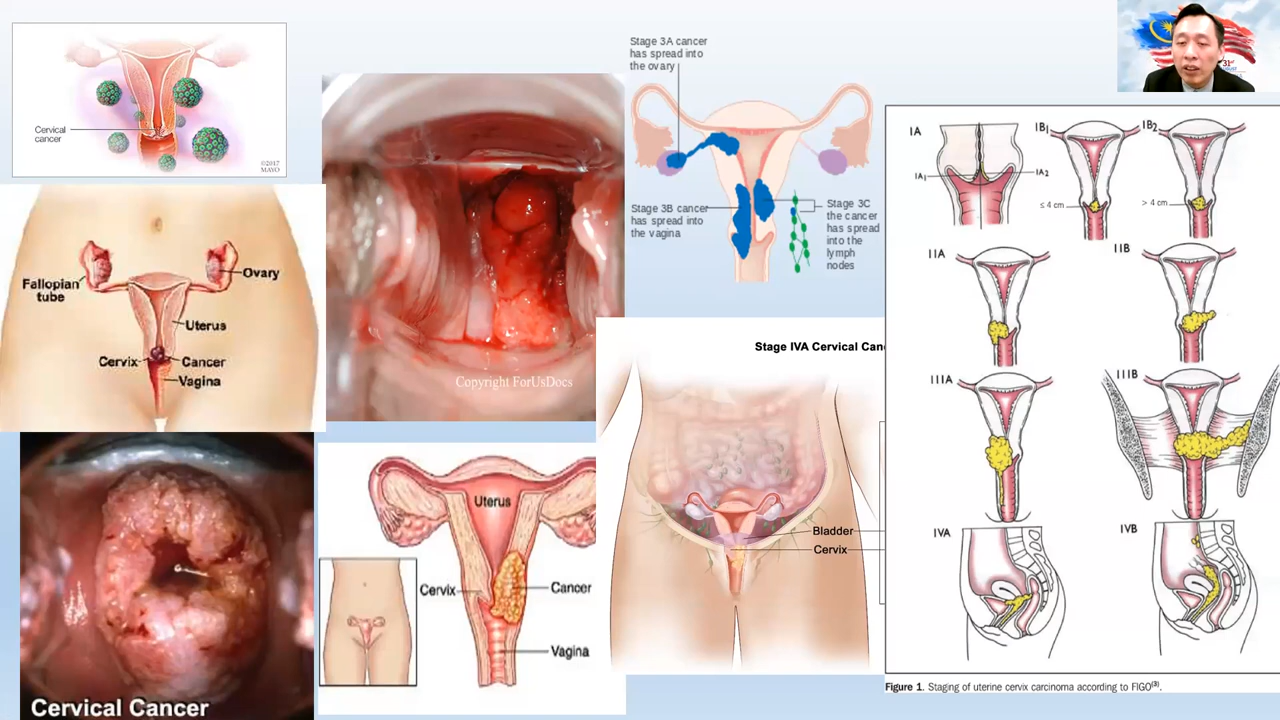 Cervical
cancer
©2017
MAYO
Fallopian
tube
Ovary
Uterus
Cervix
Cancer
Vagina
Cervical Cancer
Copyright ForUsDocs
Uterus
Cervix
Cancer
Vagina
Stage 3A cancer
has spread into
the ovary
Stage 3B cancer
has spread into
the vagina
Stage 3C
the cancer
has spread
into the
lymph
nodes
Stage IVA Cervical Can
Bladder
Cervix
IA
IB1
IB2
IA1
IA2
≤ 4 cm
> 4 cm
IIA
IIB
IIIA
IIIB
IVA
IVB
Figure 1. Staging of uterine cervix carcinoma according to FIGO(3).
31